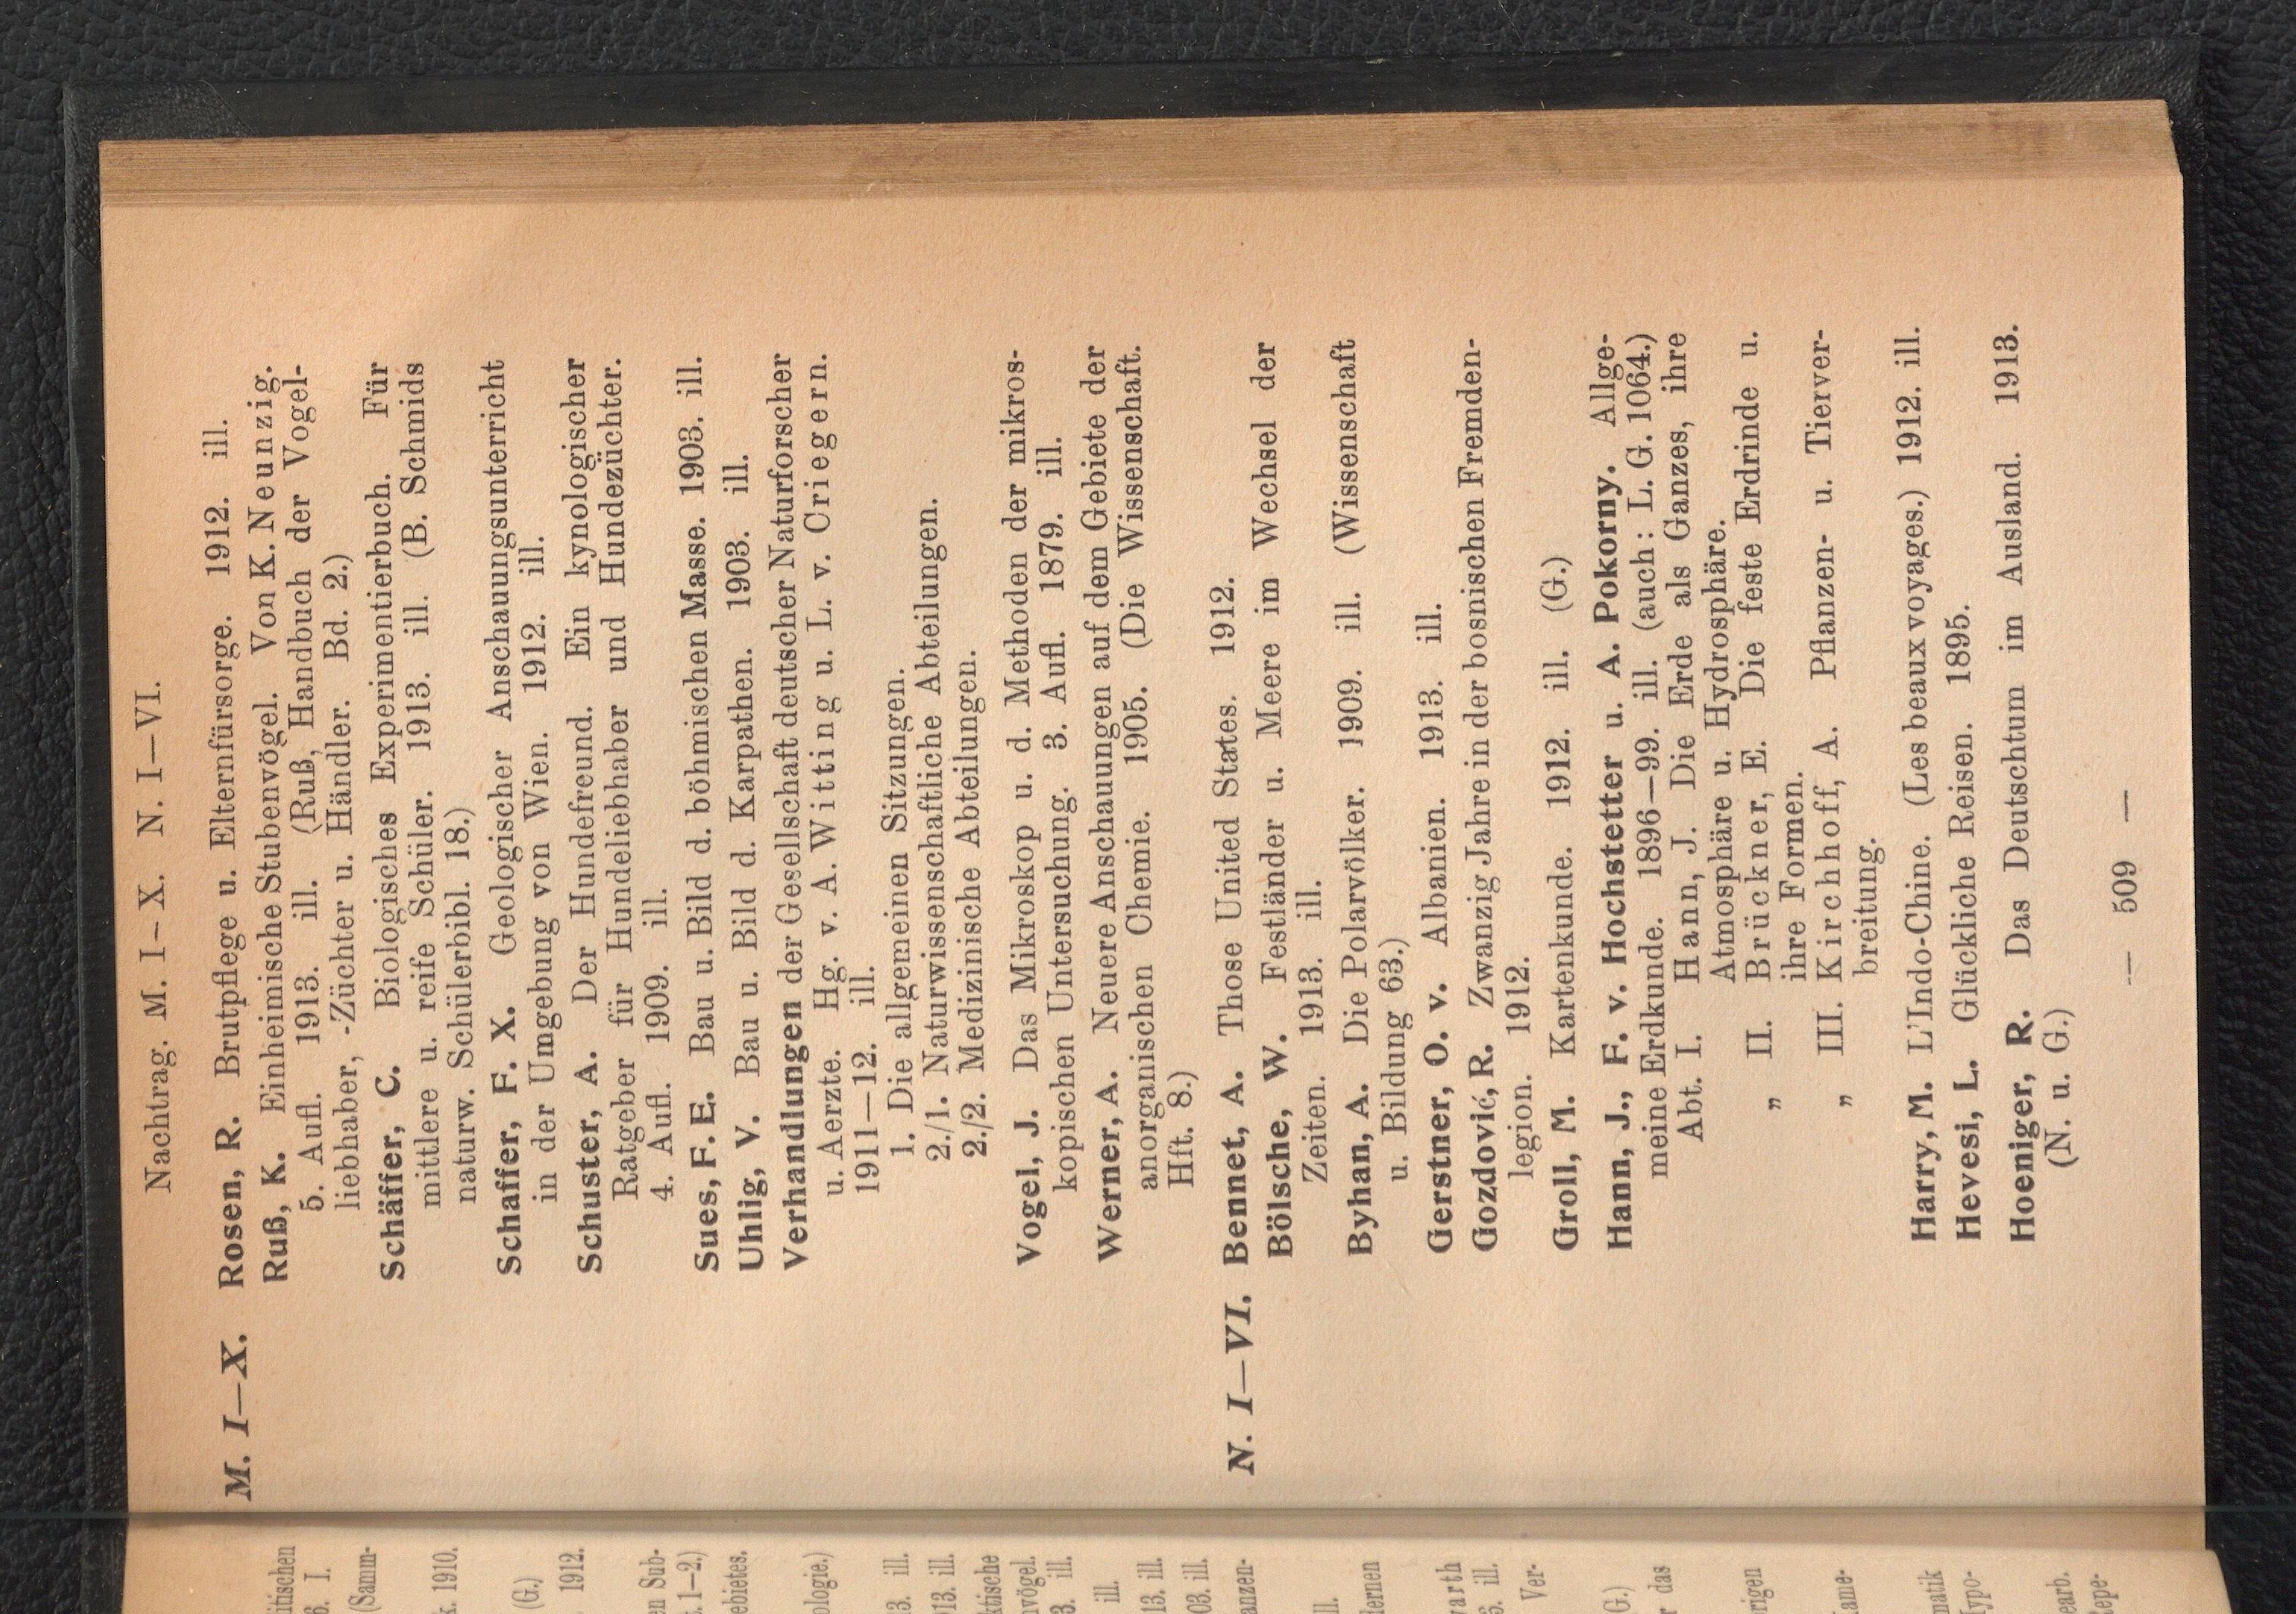 Nachtrag. M. I–X. N. I–VI.
M. I–X. Rosen, R. Brutpflege u. Elternfürsorge. 1912. ill.
Ruß, K. Einheimische Stubenvögel. Von K. Neunzig.
5. Aufl. 1913. ill. (Ruß, Handbuch der Vogel-
liebhaber, -Züchter u. Händler. Bd. 2.)
Schäffer, C. Biologisches Experimentierbuch. Für
mittlere u. reife Schüler. 1913. ill. (B. Schmids
naturw. Schülerbibl. 18.)
Schaffer, F. X. Geologischer Anschauungsunterricht
in der Umgebung von Wien. 1912. ill.
Schuster, A. Der Hundefreund. Ein kynologischer
Ratgeber für Hundeliebhaber und Hundezüchter.
4. Aufl. 1909. ill.
Sues, F. E. Bau u. Bild d. böhmischen Masse. 1903. ill.
Uhlig, V. Bau u. Bild d. Karpathen. 1903. ill.
Verhandlungen der Gesellschaft deutscher Naturforscher
u. Aerzte. Hg. v. A. Witting u. L. v. Criegern.
1911–12. ill.
1. Die allgemeinen Sitzungen.
2./1. Naturwissenschaftliche Abteilungen.
2./2. Medizinische Abteilungen.
Vogel, J. Das Mikroskop u. d. Methoden der mikros-
kopischen Untersuchung. 3. Aufl. 1879. ill.
Werner, A. Neuere Anschauungen auf dem Gebiete der
anorganischen Chemie. 1905. (Die Wissenschaft.
Hft. 8.)
N. I–VI. Bennet, A. Those United States. 1912.
Bölsche, W. Festländer u. Meere im Wechsel der
Zeiten. 1913. ill.
Byhan, A. Die Polarvölker. 1909. ill. (Wissenschaft
u. Bildung 63.)
Gerstner, O. v. Albanien. 1913. ill.
Gozdović, R. Zwanzig Jahre in der bosnischen Fremden-
legion. 1912.
Groll, M. Kartenkunde. 1912. ill. (G.)
Hann, J., F. v. Hochstetter u. A. Pokorny. Allge-
meine Erdkunde. 1896–99. ill. (auch: L. G. 1064.)
Abt. I. Hann, J. Die Erde als Ganzes, ihre
Atmosphäre u. Hydrosphäre.
„ II. Brückner, E. Die feste Erdrinde u.
ihre Formen.
„ III. Kirchhoff, A. Pflanzen- u. Tierver-
breitung.
Harry, M. L'Indo-Chine. (Les beaux voyages.) 1912. ill.
Hevesi, L. Glückliche Reisen. 1895.
Hoeniger, R. Das Deutschtum im Ausland. 1913.
(N. u. G.)
— 509 —